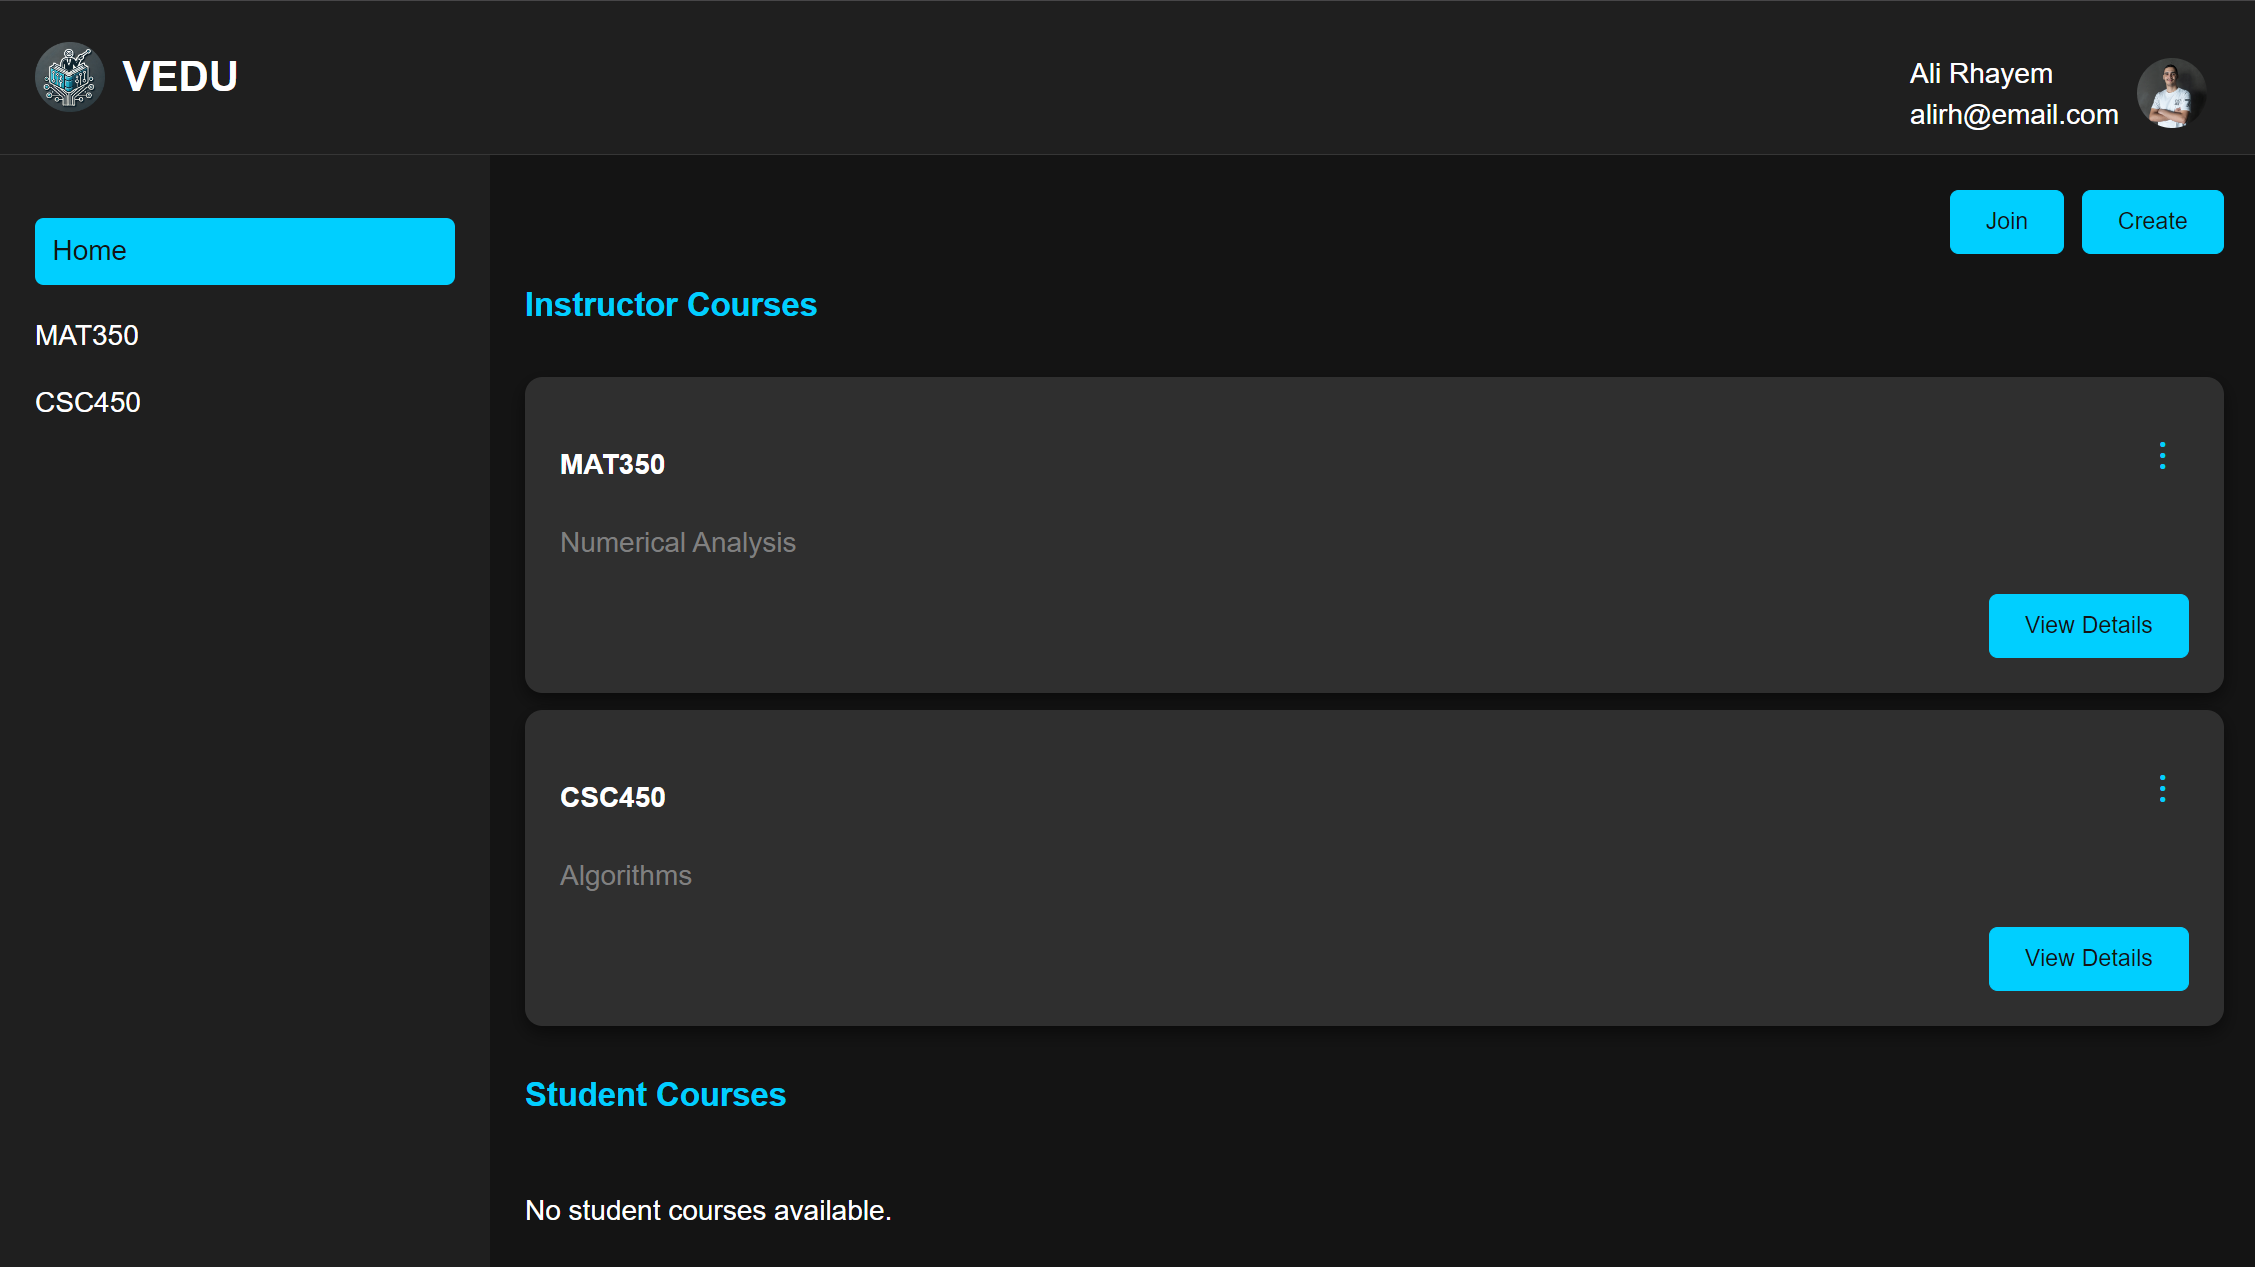 VEDU
Ali Rhayem
alirh@email.com
Home
MAT350
CSC450
Join
Create
Instructor Courses
MAT350
Numerical Analysis
View Details
CSC450
Algorithms
View Details
Student Courses
No student courses available.